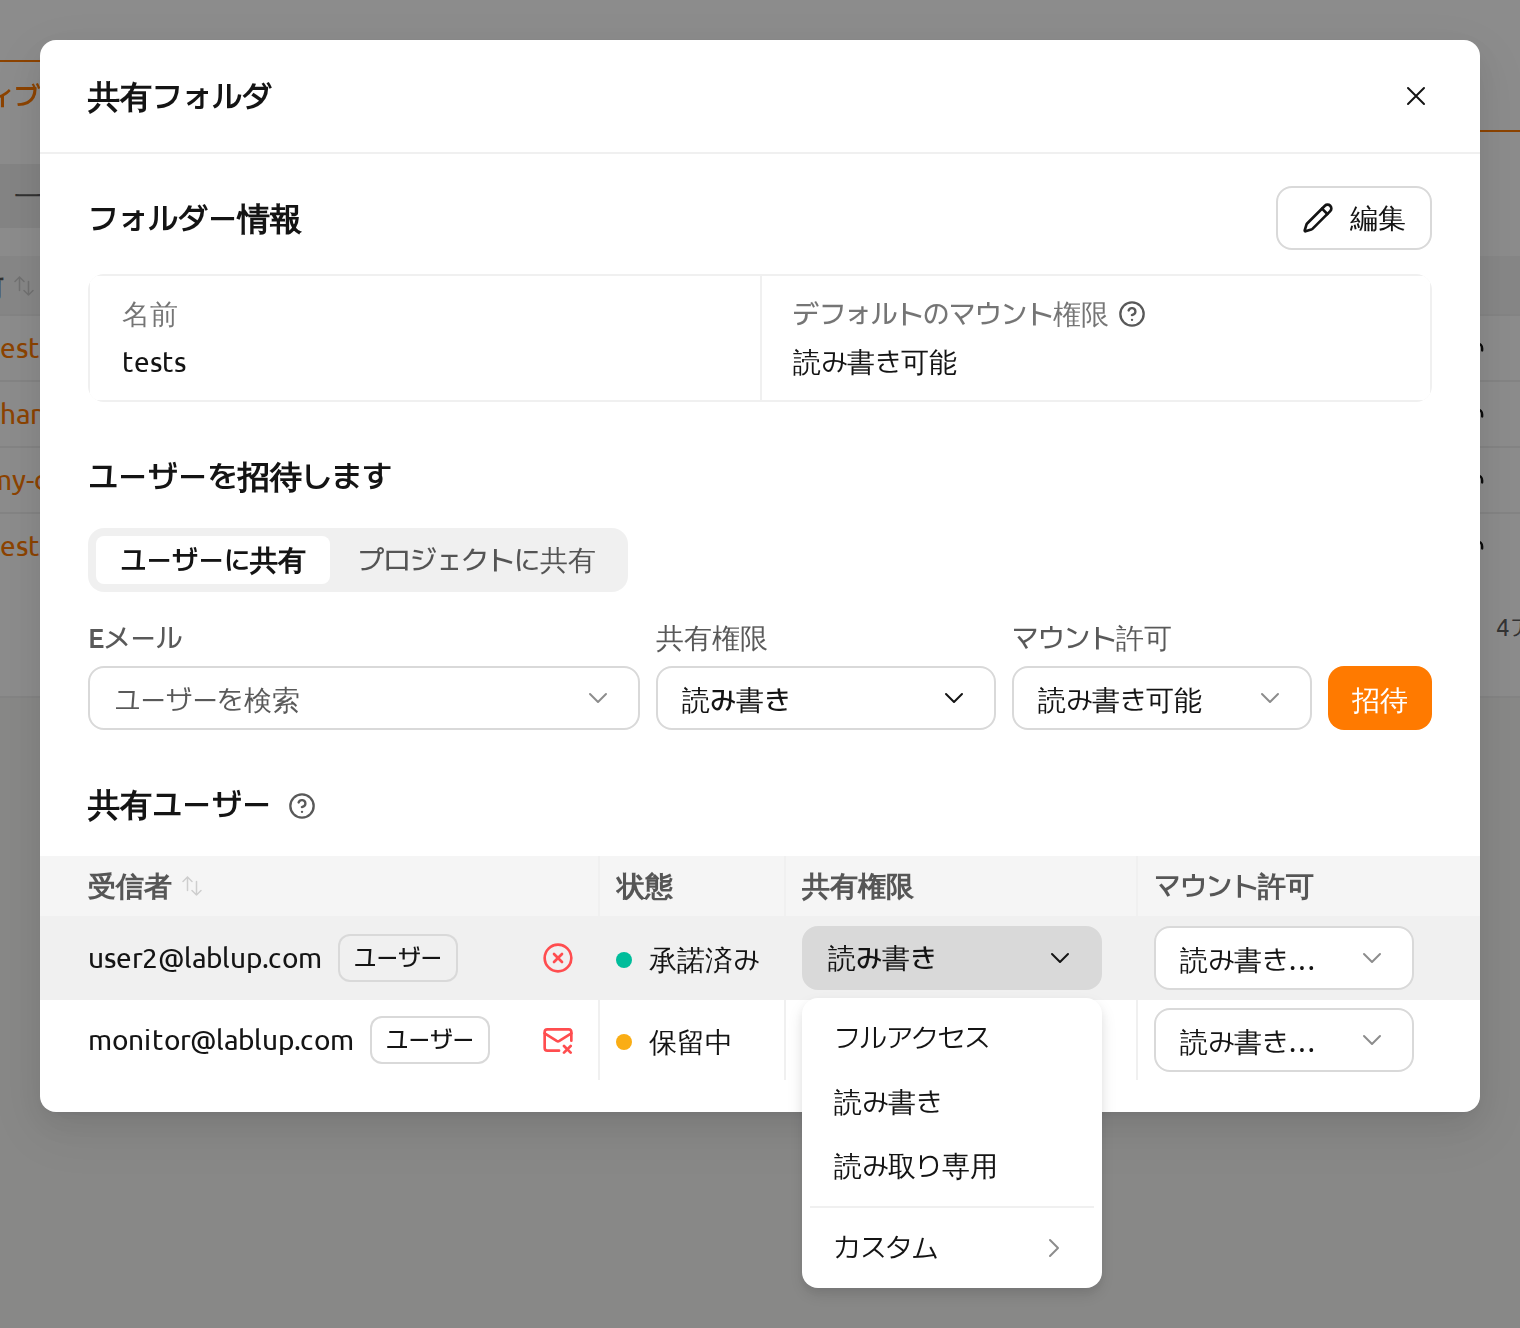 共有フォルダ
フォルダー情報
編集
名前
デフォルトのマウント権限
tests
読み書き可能
ユーザーを招待します
ユーザーに共有 プロジェクトに共有
Eメール 共有権限 マウント許可
ユーザーを検索 読み書き 読み書き可能 招待
共有ユーザー
受信者 状態 共有権限 マウント許可
user2@lablup.com ユーザー 承諾済み 読み書き 読み書き...
monitor@lablup.com ユーザー 保留中 読み書き...
フルアクセス
読み書き
読み取り専用
カスタム